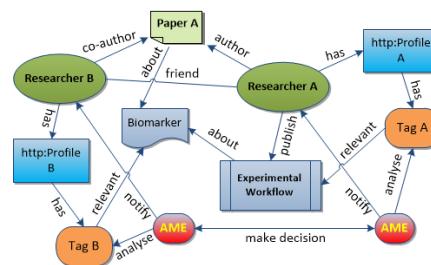 Paper A
co-author
author
about
has
http:Profile
A
Researcher B
friend
Researcher A
has
has
Biomarker
about
publish
relevant
Tag A
http:Profile
B
Experimental
Workflow
has
relevant
notify
notify
analyse
Tag B
AME
analyse
make decision
AME